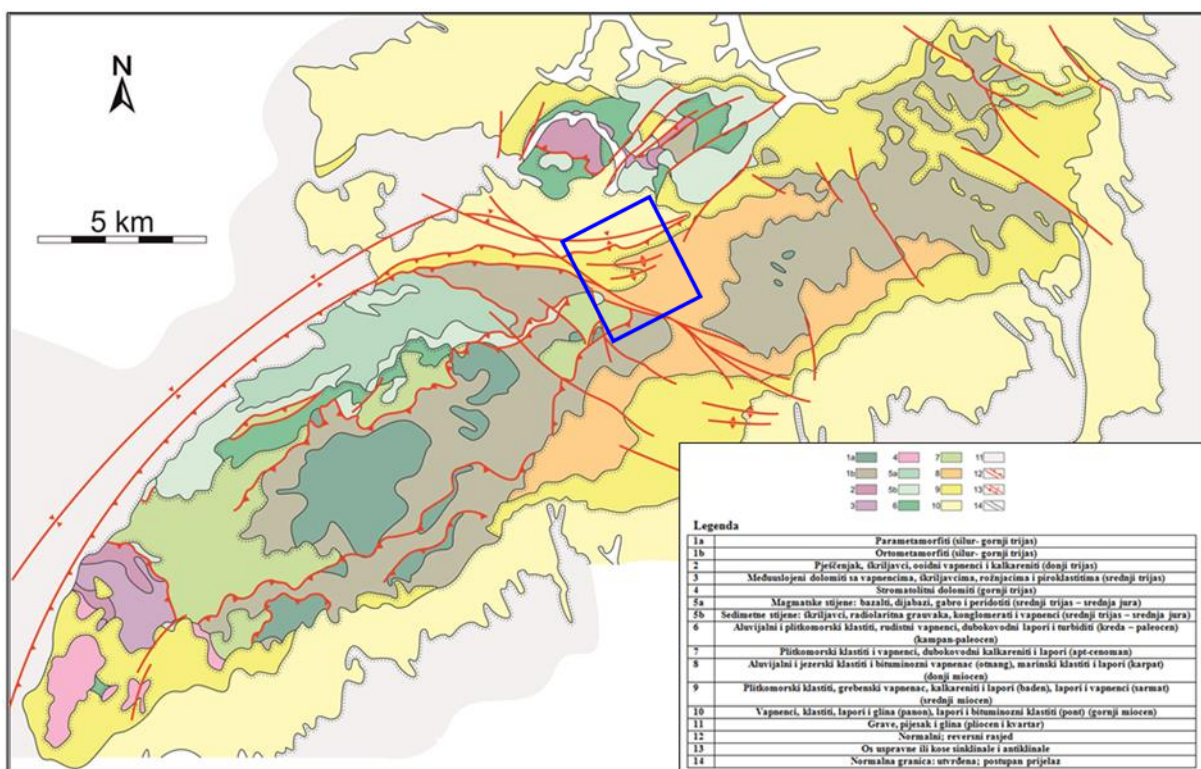 N
5 km
1a 4 7 11
1b 5a 8 12
2 5b 9 13
3 6 10 14
Legenda
1a Parametamorfiti (silur- gornji trijas)
1b Ortometamorfiti (silur- gornji trijas)
2 Pješčenjak, škriljavci, ooidni vapnenci i kalkareniti (donji trijas)
3 Međuuslojeni dolomiti sa vapnencima, škriljavcima, rožnjacima i piroklastitima (srednji trijas)
4 Stromatolitni dolomiti (gornji trijas)
5a Magmatske stijene: bazalti, dijabazi, gabro i peridotiti (srednji trijas – srednja jura)
5b Sedimetne stijene: škriljavci, radiolaritna grauvaka, konglomerati i vapnenci (srednji trijas – srednja jura)
6 Aluvijalni i plitkomorski klastiti, rudistni vapnenci, dubokovodni lapori i turbiditi (kreda – paleocen)
(kampan-paleocen)
7 Plitkomorski klastiti i vapnenci, dubokovodni kalkareniti i lapori (apt-cenoman)
8 Aluvijalni i jezerski klastiti i bituminozni vapnenac (otnang), marinski klastiti i lapori (karpat)
(donji miocen)
9 Plitkomorski klastiti, grebenski vapnenac, kalkareniti i lapori (baden), lapori i vapnenci (sarmat)
(srednji miocen)
10 Vapnenci, klastiti, lapori i glina (panon), lapori i bituminozni klastiti (pont) (gornji miocen)
11 Grave, pijesak i glina (pliocen i kvartar)
12 Normalni; reversni rasjed
13 Os uspravne ili kose sinklinale i antiklinale
14 Normalna granica: utvrđena; postupan prijelaz